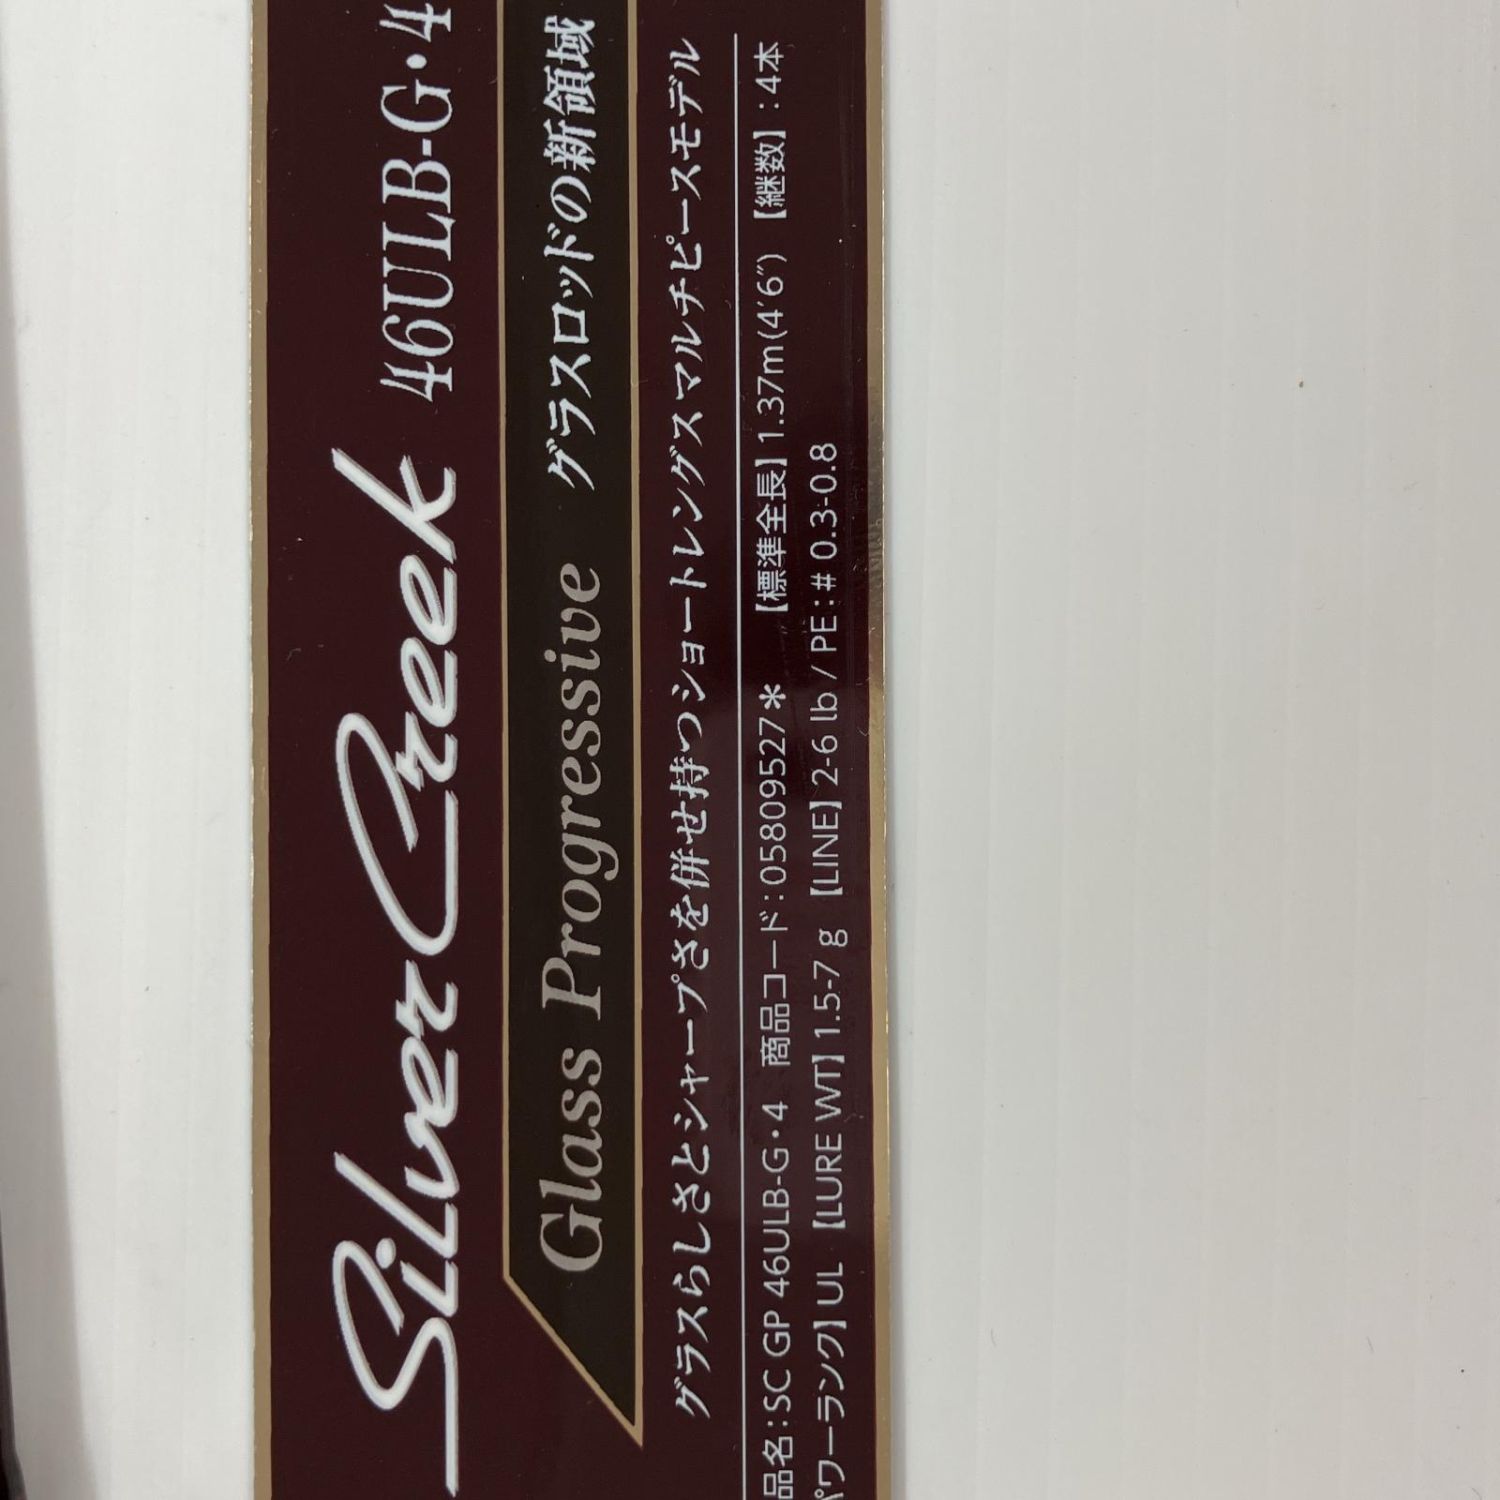 Silver Creek 46ULB-G・4
Glass Progressive グラスロッドの新領域
グラスらしさとシャープさを併せ持つショートレングスマルチピースモデル
品名：SC GP 46ULB-G・4 商品コード：05809527＊ 【標準全長】1.37m(4′6″) 【継数】：4本
パワーランク】UL 【LURE WT】1.5-7 g 【LINE】2-6 lb / PE：# 0.3-0.8